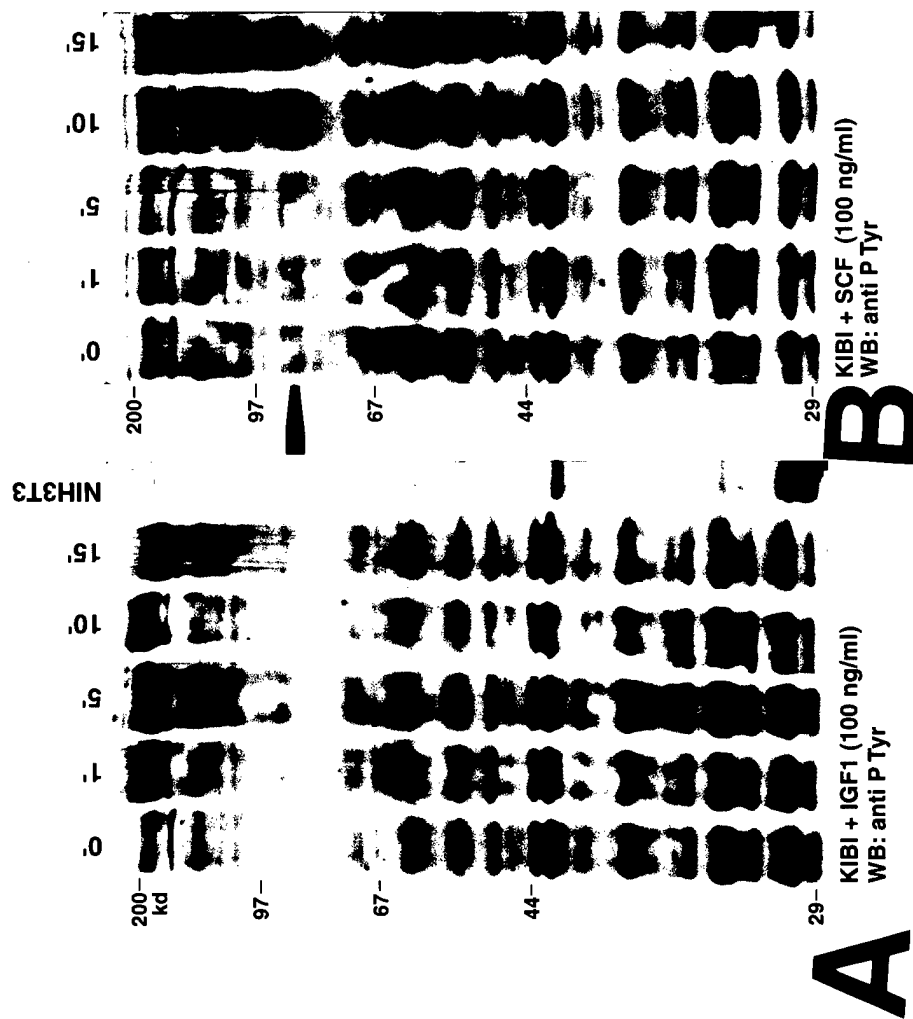 0' 1' 5' 10' 15' NIH3T3
200-
kd
97-
67-
44-
29-
KIBI + IGF1 (100 ng/ml)
WB: anti P Tyr
A
0' 1' 5' 10' 15'
200-
97-
67-
44-
29-
KIBI + SCF (100 ng/ml)
WB: anti P Tyr
B